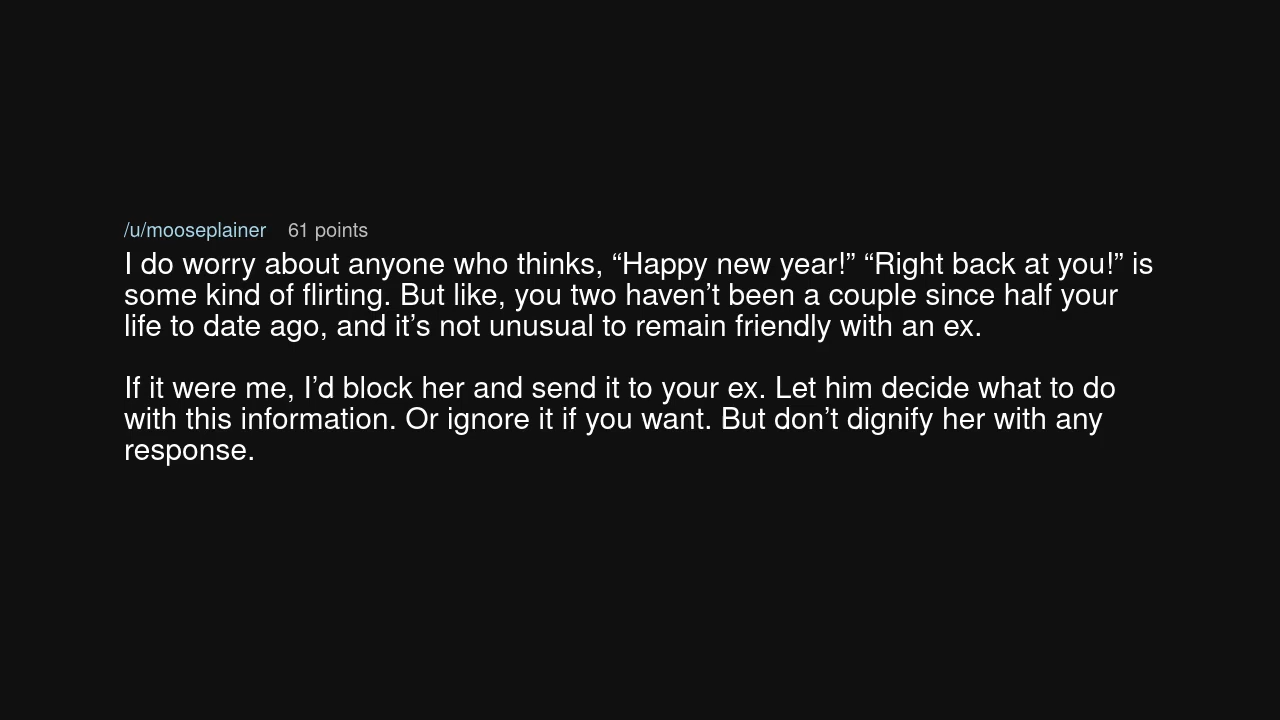 /u/mooseplainer 61 points
I do worry about anyone who thinks, “Happy new year!” “Right back at you!” is
some kind of flirting. But like, you two haven’t been a couple since half your
life to date ago, and it’s not unusual to remain friendly with an ex.
If it were me, I’d block her and send it to your ex. Let him decide what to do
with this information. Or ignore it if you want. But don’t dignify her with any
response.